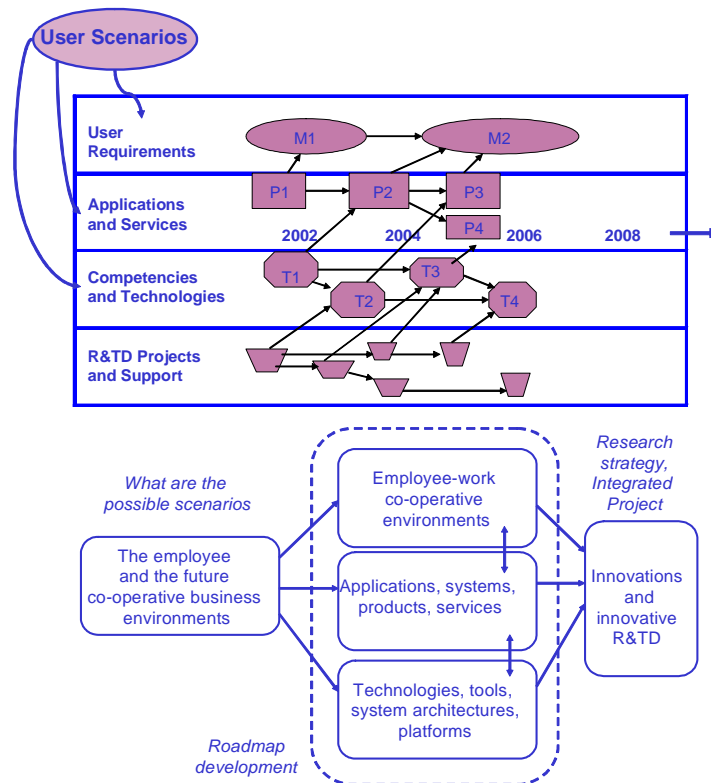 User Scenarios
User
Requirements
M1
M2
P1
P2
P3
Applications
and Services
P4
2002
2004
2006
2008
Competencies
and Technologies
T1
T2
T3
T4
R&TD Projects
and Support
What are the
possible scenarios
Research
strategy,
Integrated
Project
Employee-work
co-operative
environments
The employee
and the future
co-operative business
environments
Applications, systems,
products, services
Innovations
and
innovative
R&TD
Technologies, tools,
system architectures,
platforms
Roadmap
development